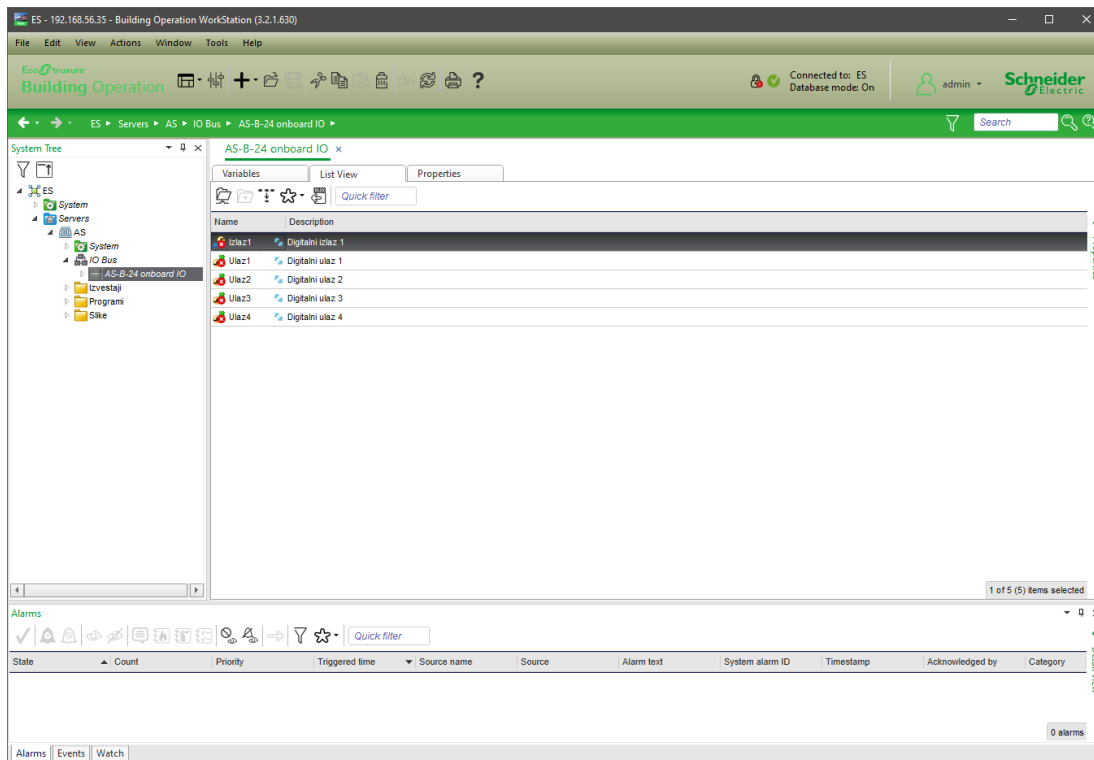 ES - 192.168.56.35 - Building Operation WorkStation (3.2.1.630)
File Edit View Actions Window Tools Help
EcoStruxure
Building Operation
Connected to: ES
Database mode: On
admin
Schneider
Electric
ES Servers AS IO Bus AS-B-24 onboard IO
Search
System Tree
AS-B-24 onboard IO
Variables List View Properties
Quick filter
ES
System
Servers
AS
System
IO Bus
AS-B-24 onboard IO
Izvestaji
Programi
Slike
Name Description
Izlaz1 Digitalni izlaz 1
Ulaz1 Digitalni ulaz 1
Ulaz2 Digitalni ulaz 2
Ulaz3 Digitalni ulaz 3
Ulaz4 Digitalni ulaz 4
1 of 5 (5) items selected
Alarms
Quick filter
State Count Priority Triggered time Source name Source Alarm text System alarm ID Timestamp Acknowledged by Category
0 alarms
Alarms Events Watch